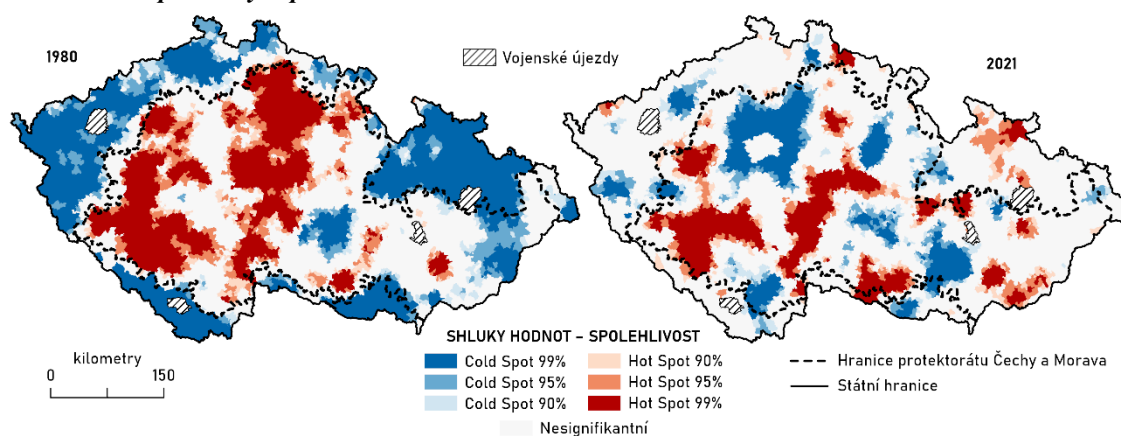 1980
Vojenské újezdy
2021
SHLUKY HODNOT – SPOLEHLIVOST
kilometry
0 150
Cold Spot 99%
Cold Spot 95%
Cold Spot 90%
Hot Spot 90%
Hot Spot 95%
Hot Spot 99%
Nesignifikantní
Hranice protektorátu Čechy a Morava
Státní hranice